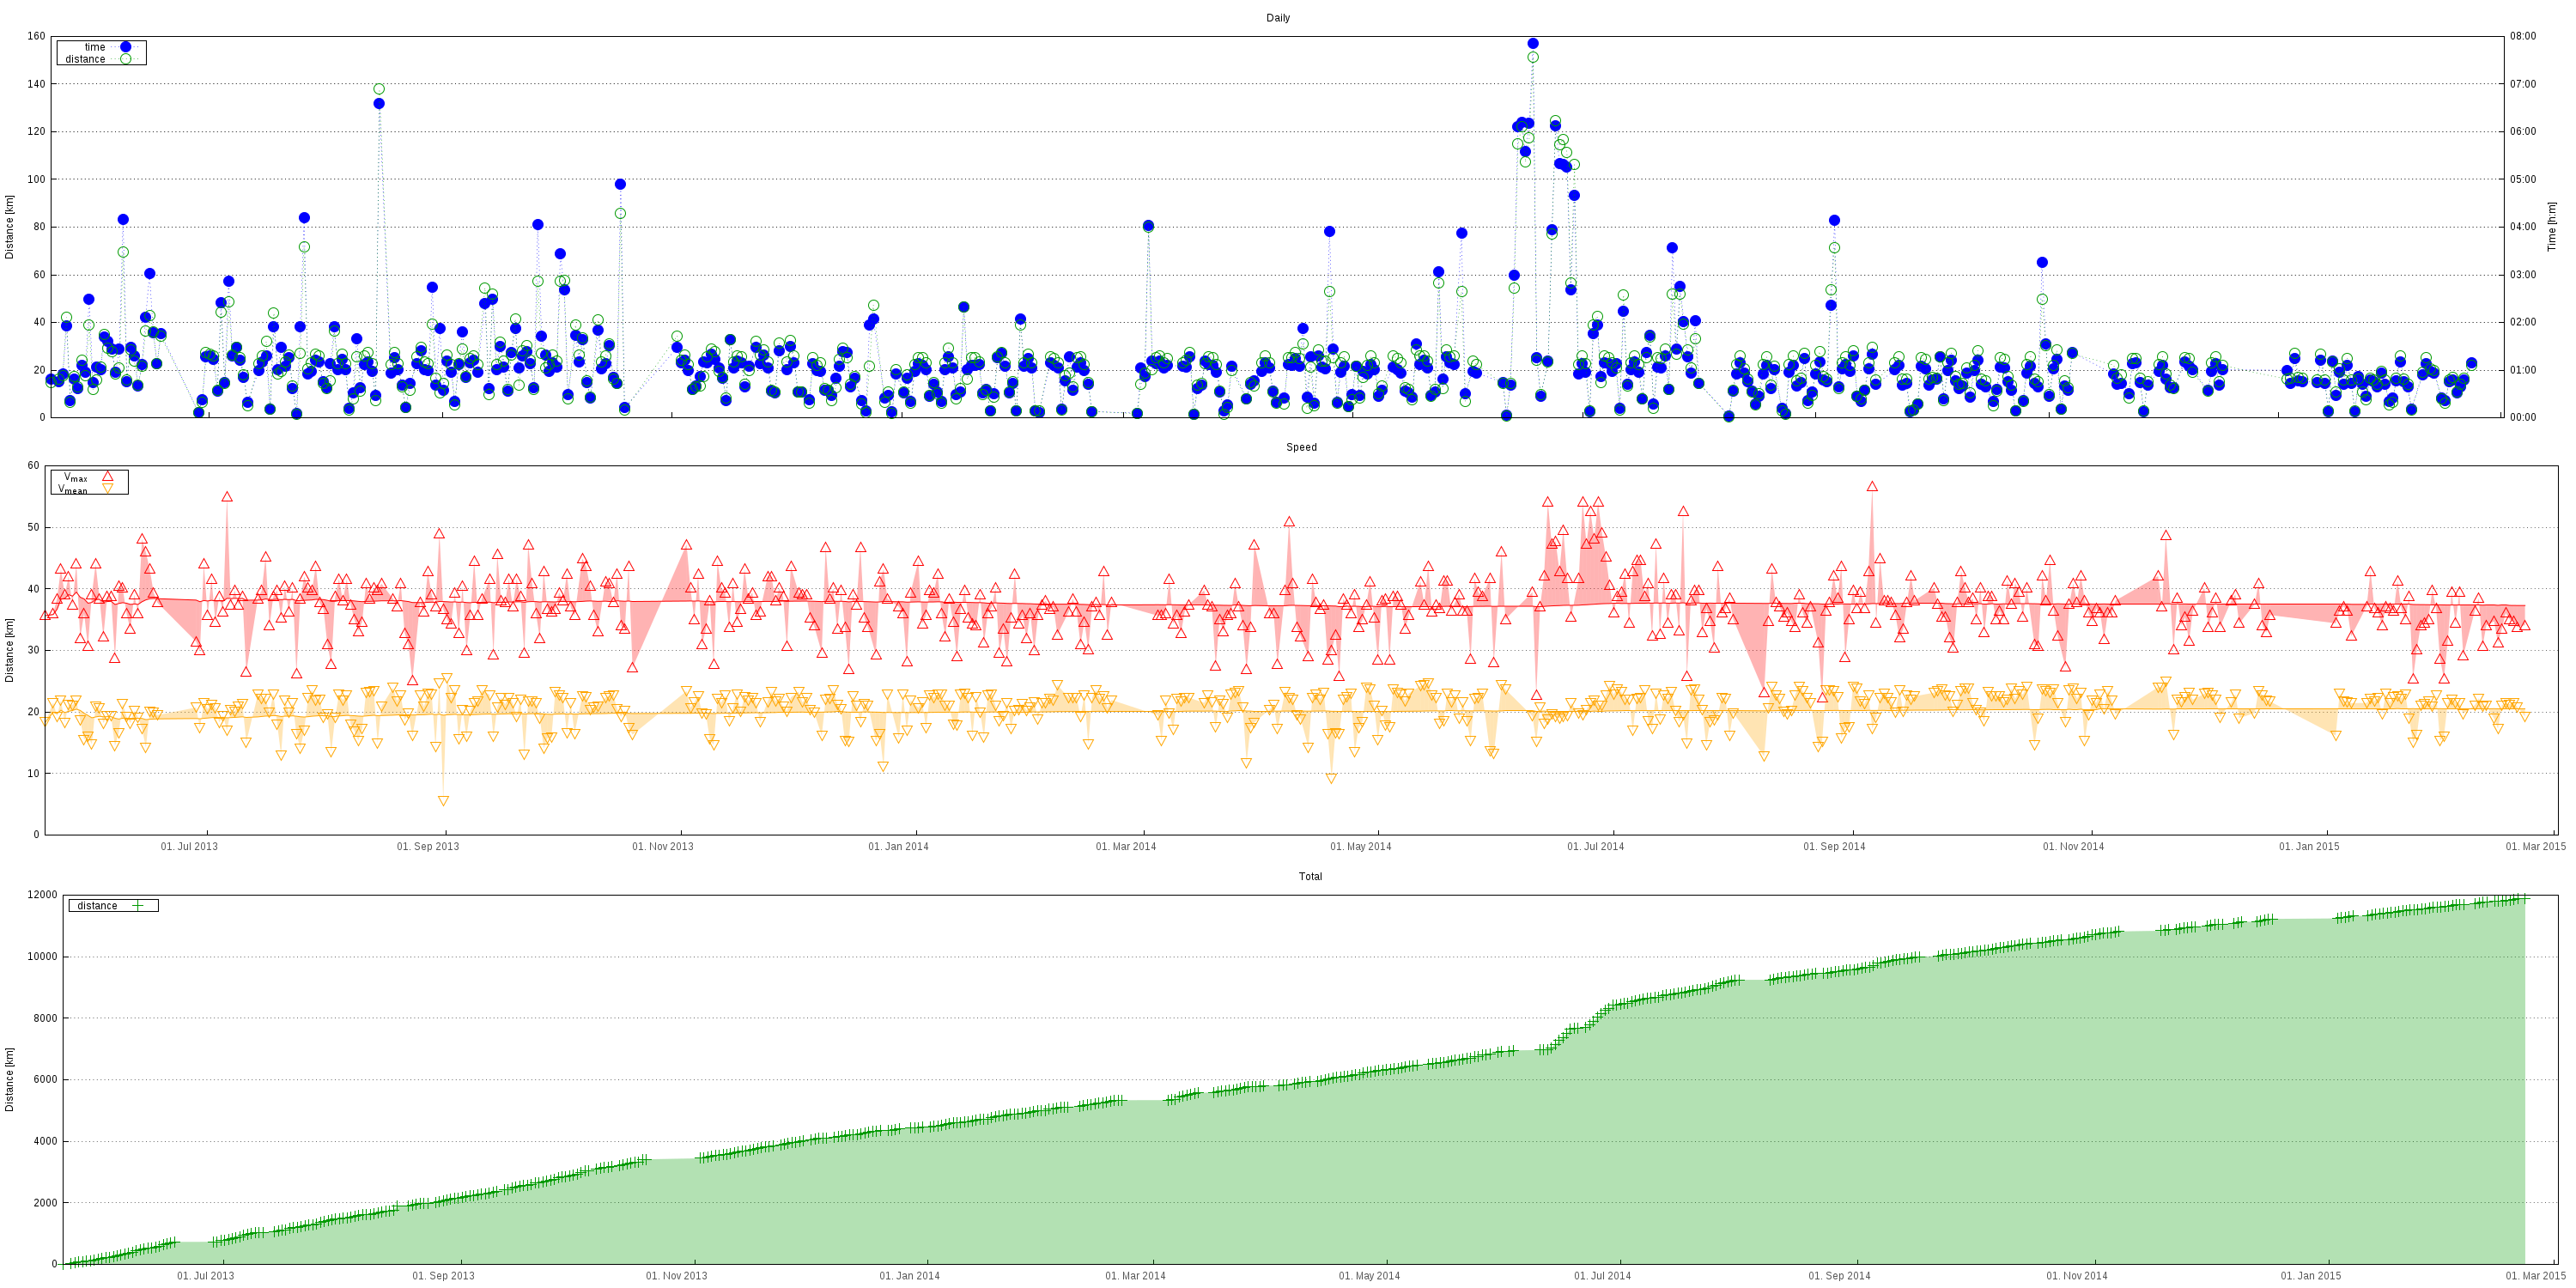 Daily
160 08:00
time
distance
140 07:00
120 06:00
100 05:00
80 04:00
Distance [km] Time [h:m]
60 03:00
40 02:00
20 01:00
0 00:00
Speed
60
Vmax
Vmean
50
40
30
Distance [km]
20
10
0
01. Jul 2013 01. Sep 2013 01. Nov 2013 01. Jan 2014 01. Mar 2014 01. May 2014 01. Jul 2014 01. Sep 2014 01. Nov 2014 01. Jan 2015 01. Mar 2015
Total
12000
distance
10000
8000
6000
Distance [km]
4000
2000
0
01. Jul 2013 01. Sep 2013 01. Nov 2013 01. Jan 2014 01. Mar 2014 01. May 2014 01. Jul 2014 01. Sep 2014 01. Nov 2014 01. Jan 2015 01. Mar 2015